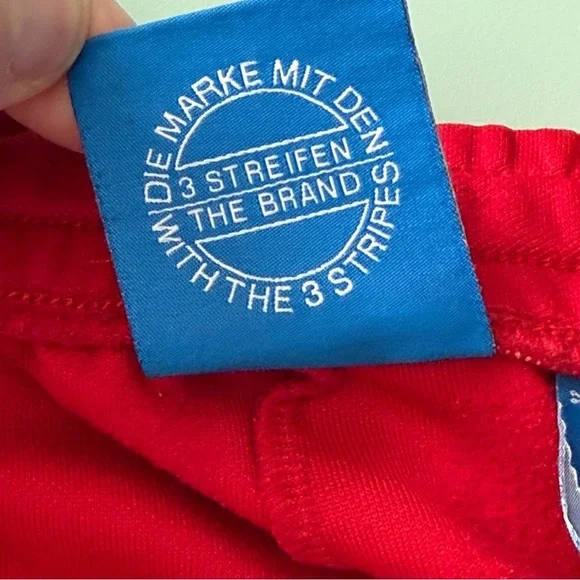 DIE MARKE MIT DEN
3 STREIFEN
THE BRAND
WITH THE 3 STRIPES